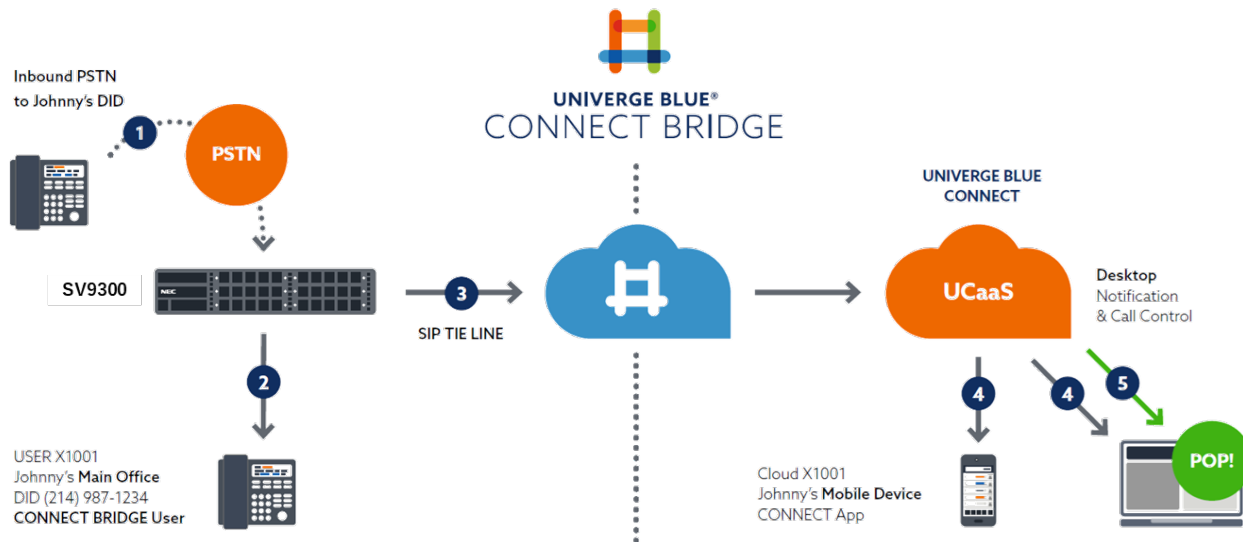 UNIVERGE BLUE®
CONNECT BRIDGE
Inbound PSTN
to Johnny's DID
1
PSTN
SV9300
NEC
3
SIP TIE LINE
2
USER X1001
Johnny's Main Office
DID (214) 987-1234
CONNECT BRIDGE User
UNIVERGE BLUE
CONNECT
UCaaS
Desktop
Notification
& Call Control
4
4
5
Cloud X1001
Johnny's Mobile Device
CONNECT App
POP!